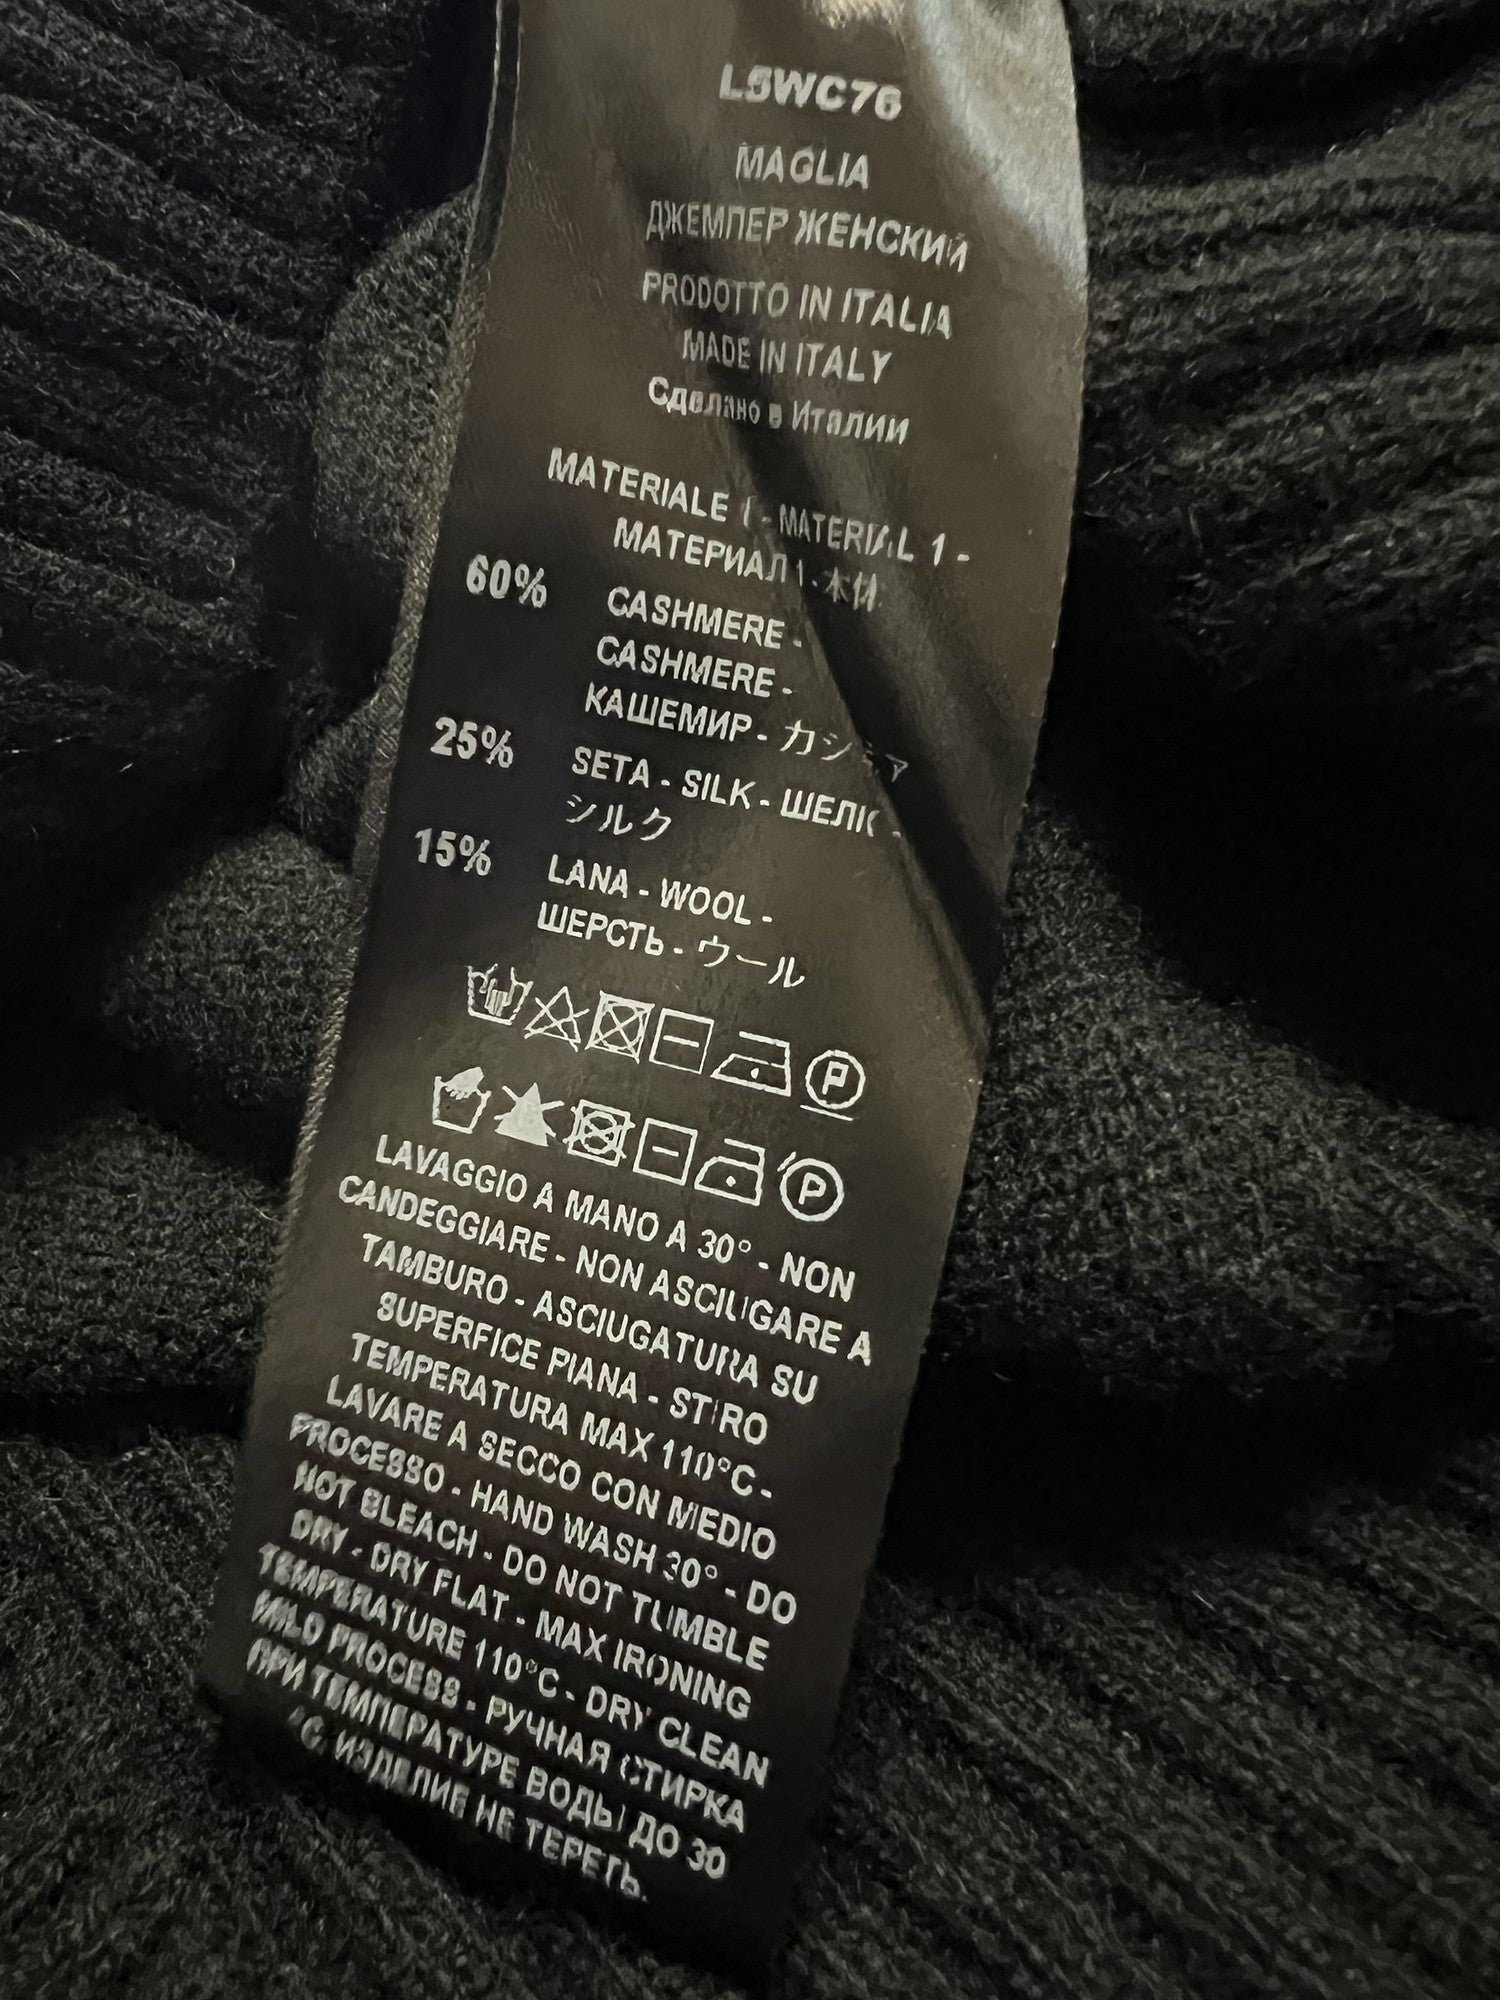 L5WC76
MAGLIA
ДЖЕМПЕР ЖЕНСКИЙ
PRODOTTO IN ITALIA
MADE IN ITALY
Сделано в Италии
MATERIALE 1 - MATERIAL 1 -
МАТЕРИАЛ 1 - 本体
60% CASHMERE -
CASHMERE -
КАШЕМИР - カシミヤ
25% SETA - SILK - ШЕЛК -
シルク
15% LANA - WOOL -
ШЕРСТЬ - ウール
P
P
LAVAGGIO A MANO A 30° - NON
CANDEGGIARE - NON ASCIUGARE A
TAMBURO - ASCIUGATURA SU
SUPERFICE PIANA - STIRO
TEMPERATURA MAX 110°C -
LAVARE A SECCO CON MEDIO
PROCESSO - HAND WASH 30° - DO
NOT BLEACH - DO NOT TUMBLE
DRY - DRY FLAT - MAX IRONING
TEMPERATURE 110°C - DRY CLEAN
MILD PROCESS - РУЧНАЯ СТИРКА
ПРИ ТЕМПЕРАТУРЕ ВОДЫ ДО 30
°C. ИЗДЕЛИЕ НЕ ТЕРЕТЬ.